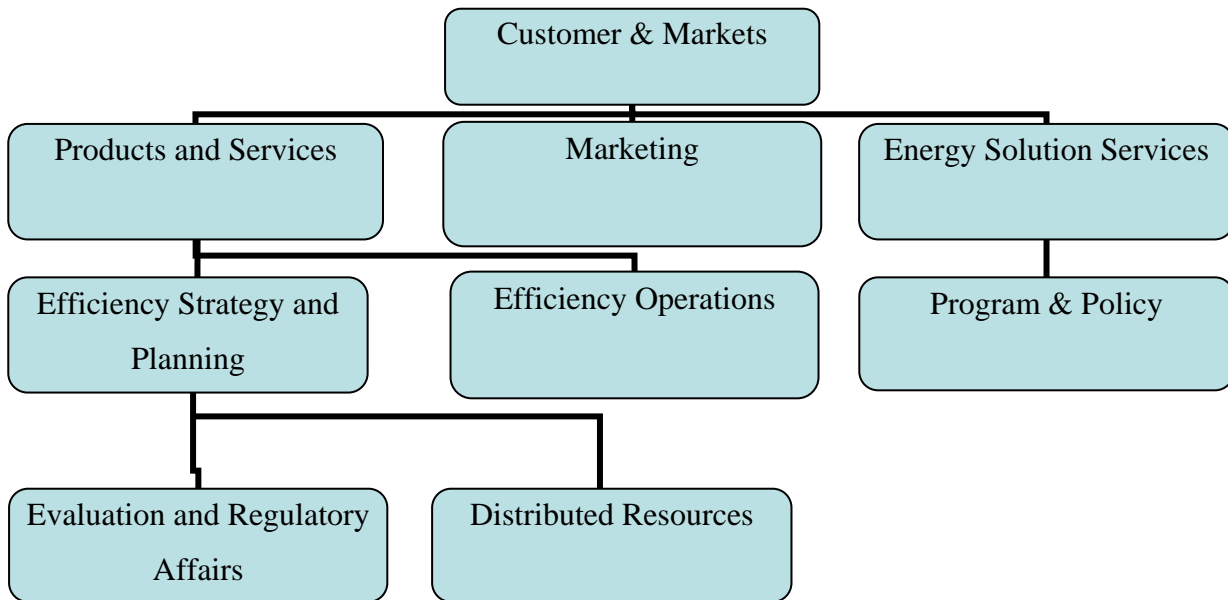 Customer & Markets
Products and Services
Marketing
Energy Solution Services
Efficiency Strategy and
Planning
Efficiency Operations
Program & Policy
Evaluation and Regulatory
Affairs
Distributed Resources